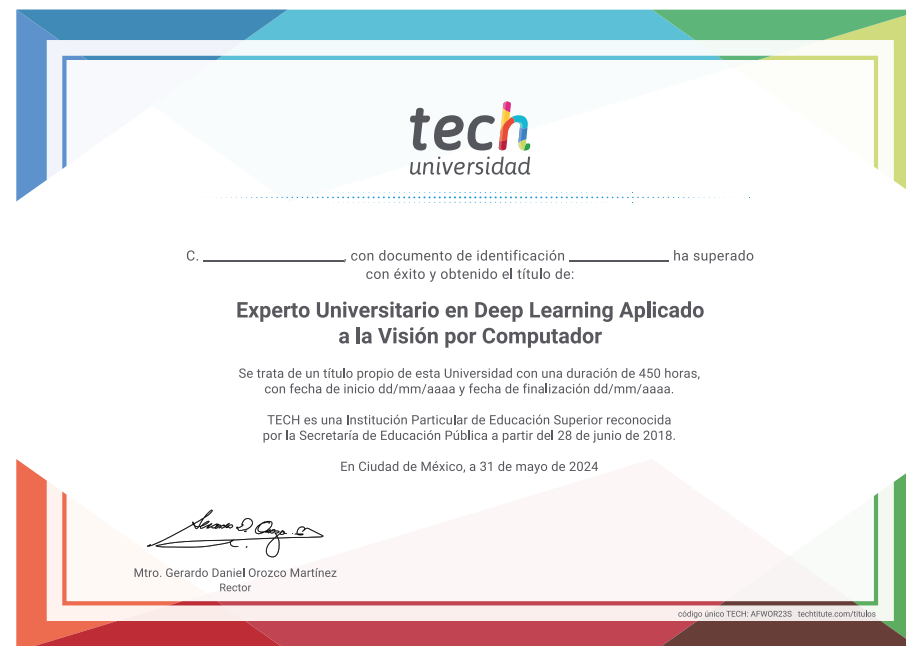 tech
universidad
C. ____________________, con documento de identificación ______________ ha superado
con éxito y obtenido el título de:
Experto Universitario en Deep Learning Aplicado
a la Visión por Computador
Se trata de un título propio de esta Universidad con una duración de 450 horas,
con fecha de inicio dd/mm/aaaa y fecha de finalización dd/mm/aaaa.
TECH es una Institución Particular de Educación Superior reconocida
por la Secretaría de Educación Pública a partir del 28 de junio de 2018.
En Ciudad de México, a 31 de mayo de 2024
Mtro. Gerardo Daniel Orozco Martínez
Rector
código único TECH: AFWOR23S techtitute.com/titulos